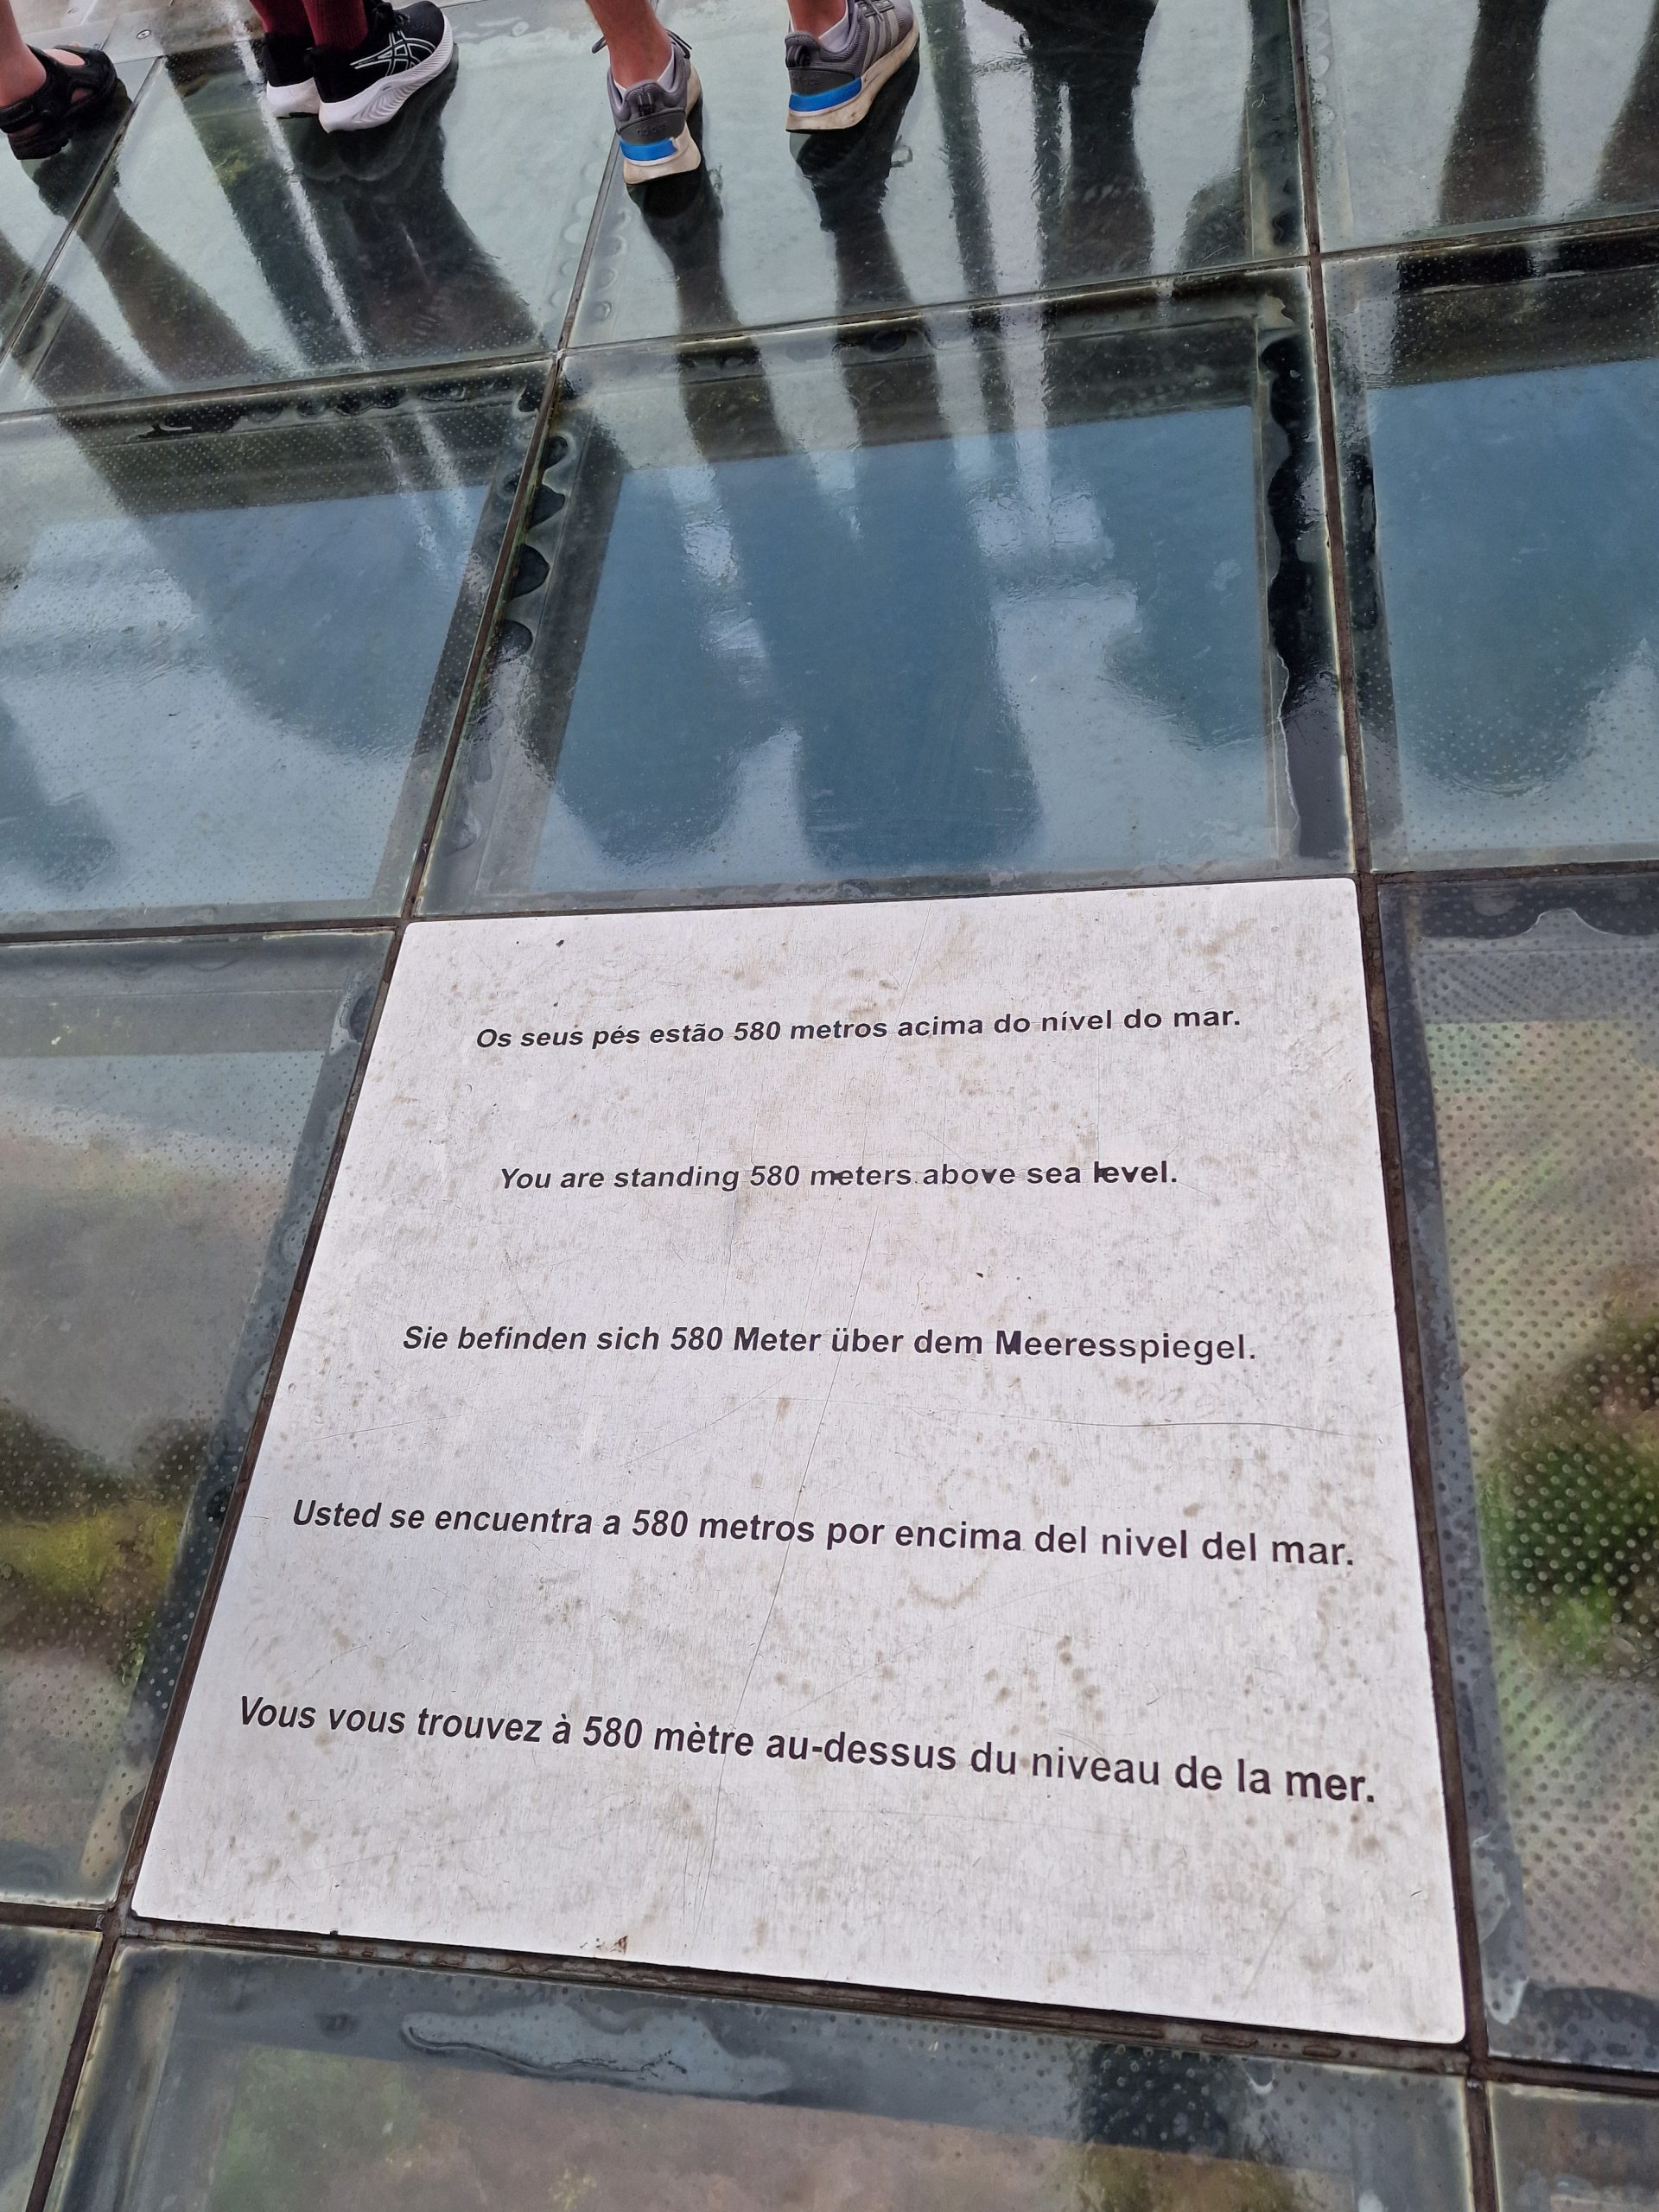 Os seus pés estão 580 metros acima do nível do mar.
You are standing 580 meters above sea level.
Sie befinden sich 580 Meter über dem Meeresspiegel.
Usted se encuentra a 580 metros por encima del nivel del mar.
Vous vous trouvez à 580 mètre au-dessus du niveau de la mer.